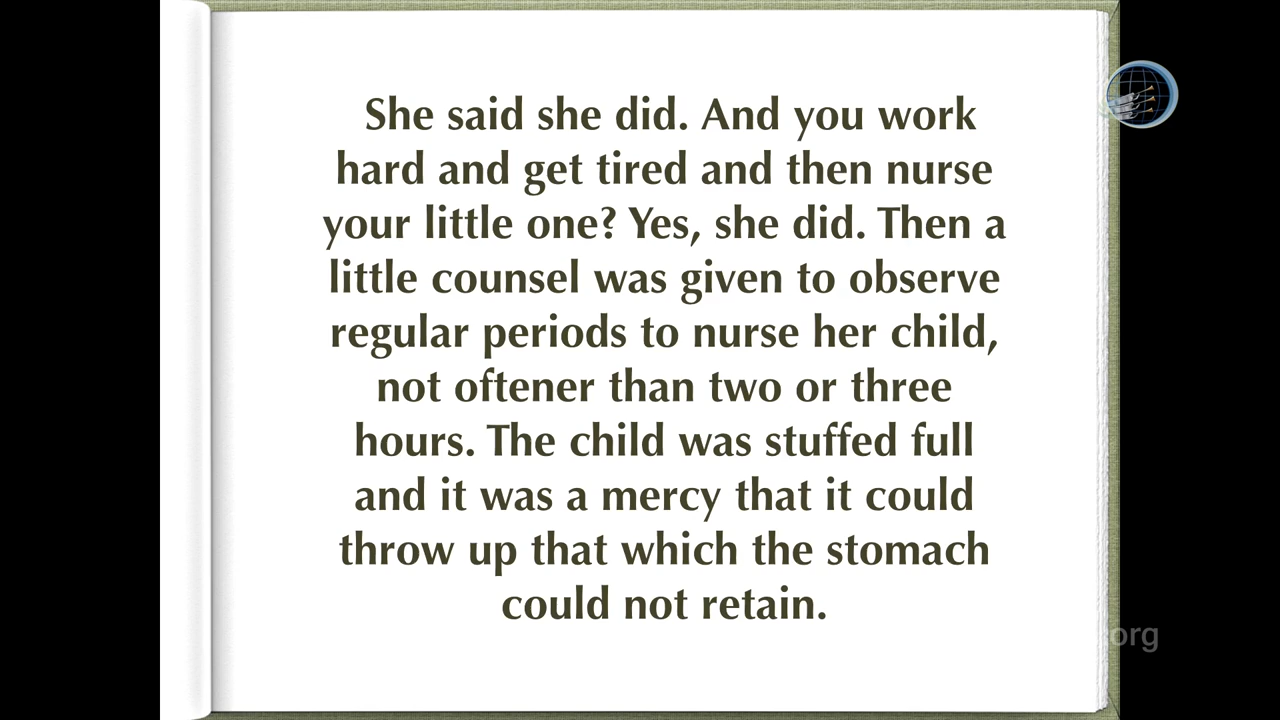 She said she did. And you work
hard and get tired and then nurse
your little one? Yes, she did. Then a
little counsel was given to observe
regular periods to nurse her child,
not oftener than two or three
hours. The child was stuffed full
and it was a mercy that it could
throw up that which the stomach
could not retain.
org